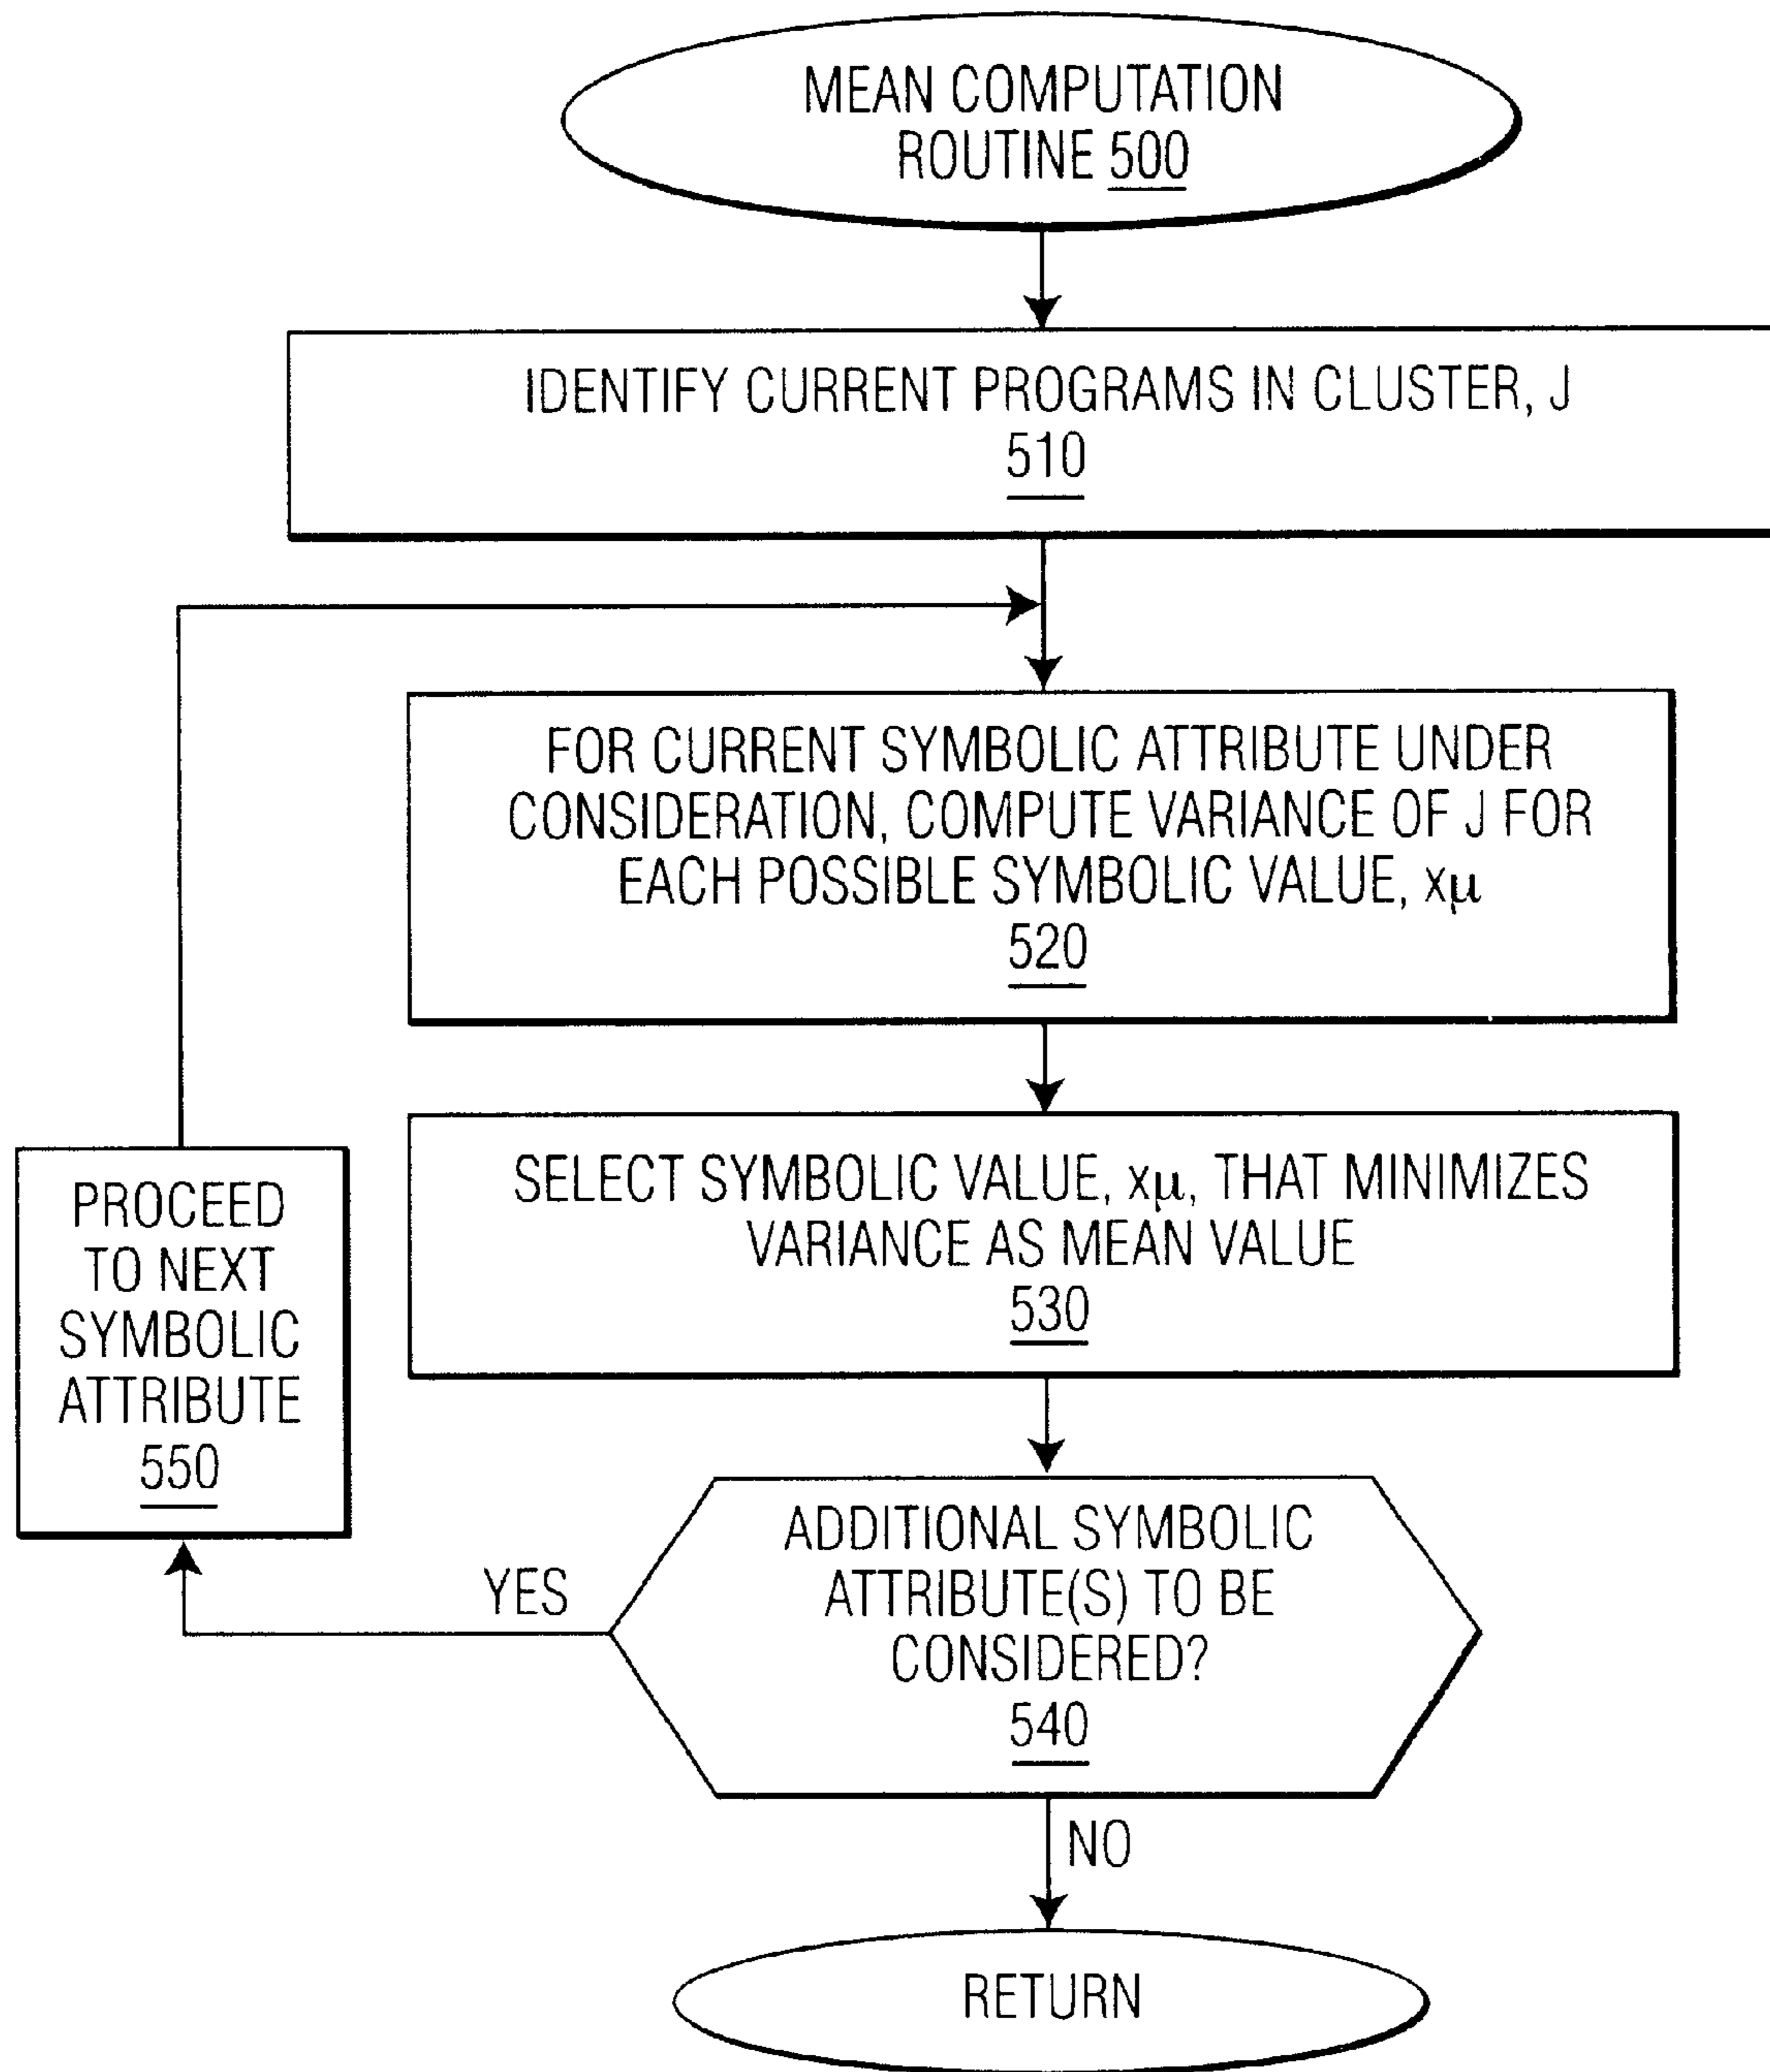 MEAN COMPUTATION
ROUTINE 500
IDENTIFY CURRENT PROGRAMS IN CLUSTER, J
510
FOR CURRENT SYMBOLIC ATTRIBUTE UNDER
CONSIDERATION, COMPUTE VARIANCE OF J FOR
EACH POSSIBLE SYMBOLIC VALUE, xμ
520
SELECT SYMBOLIC VALUE, xμ, THAT MINIMIZES
VARIANCE AS MEAN VALUE
530
PROCEED
TO NEXT
SYMBOLIC
ATTRIBUTE
550
ADDITIONAL SYMBOLIC
ATTRIBUTE(S) TO BE
CONSIDERED?
540
YES
NO
RETURN